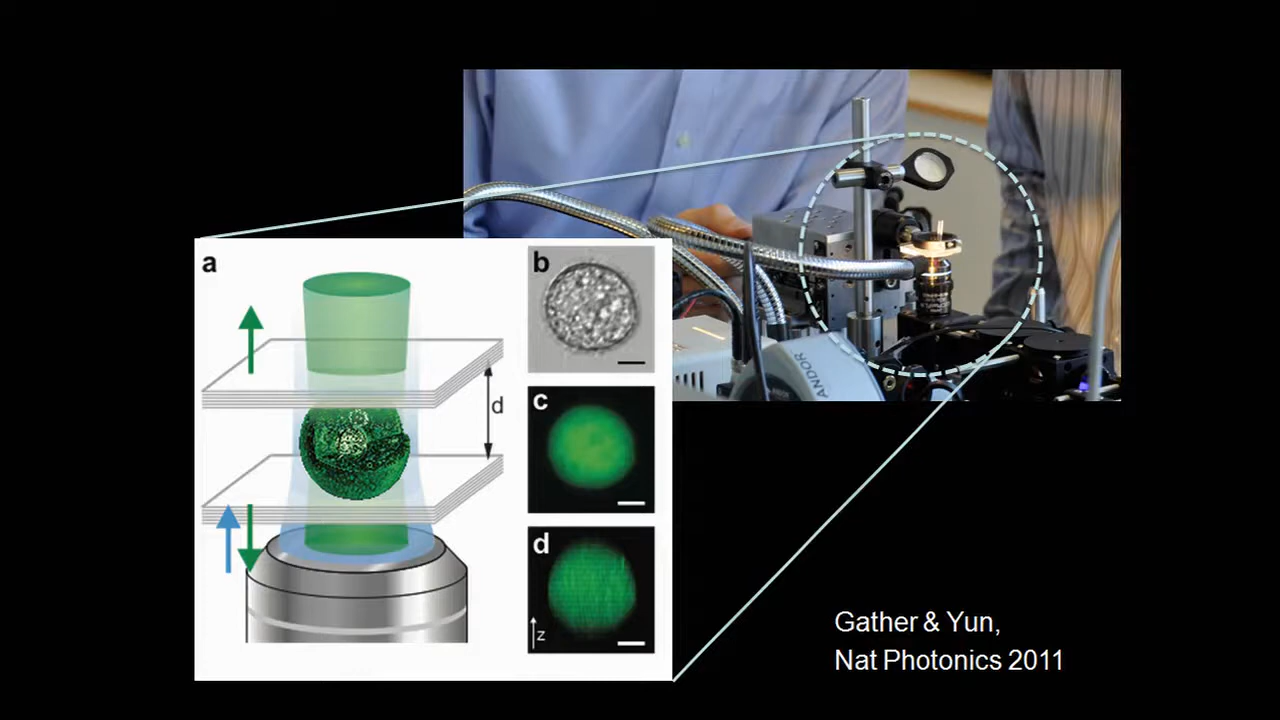 a
b
c
d
d
z
ANDOR
Gather & Yun,
Nat Photonics 2011